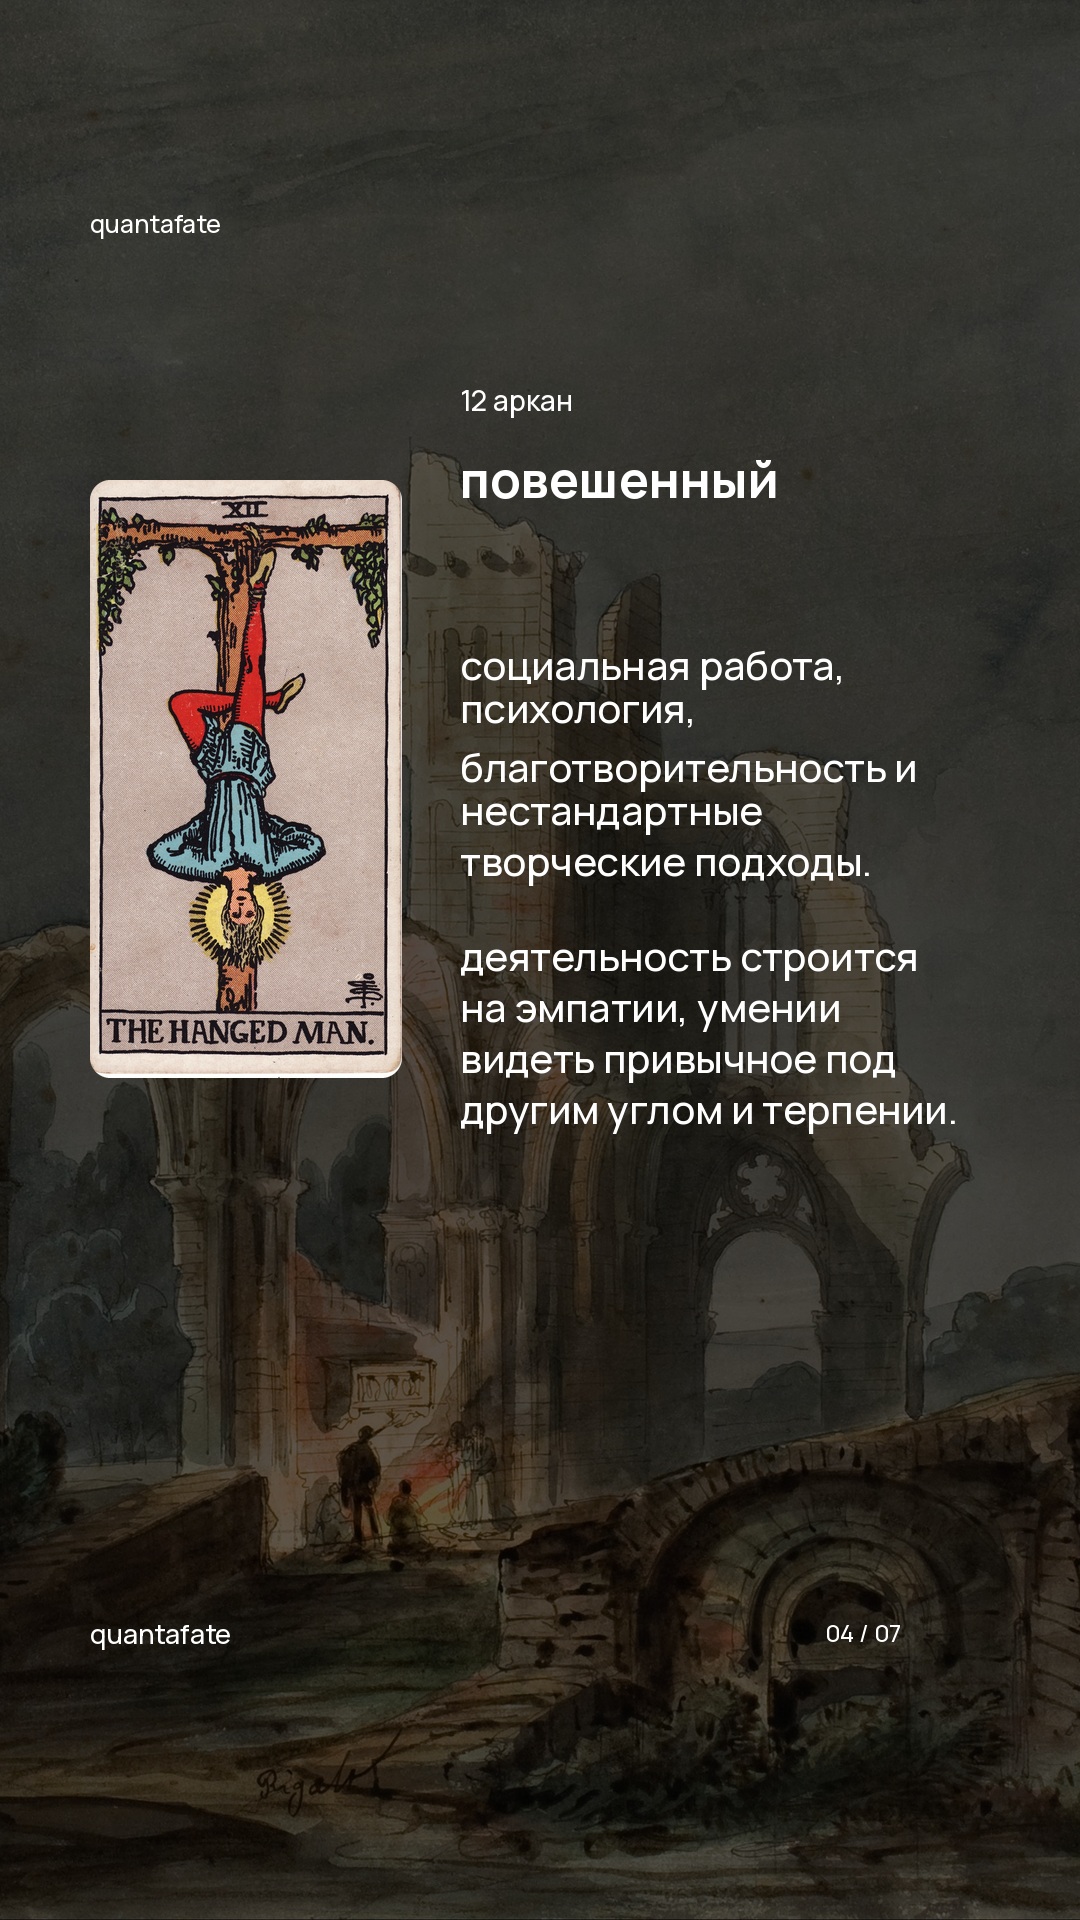 quantafate
12 аркан
повешенный
XII
THE HANGED MAN.
социальная работа,
психология,
благотворительность и
нестандартные
творческие подходы.
деятельность строится
на эмпатии, умении
видеть привычное под
другим углом и терпении.
quantafate
04 / 07